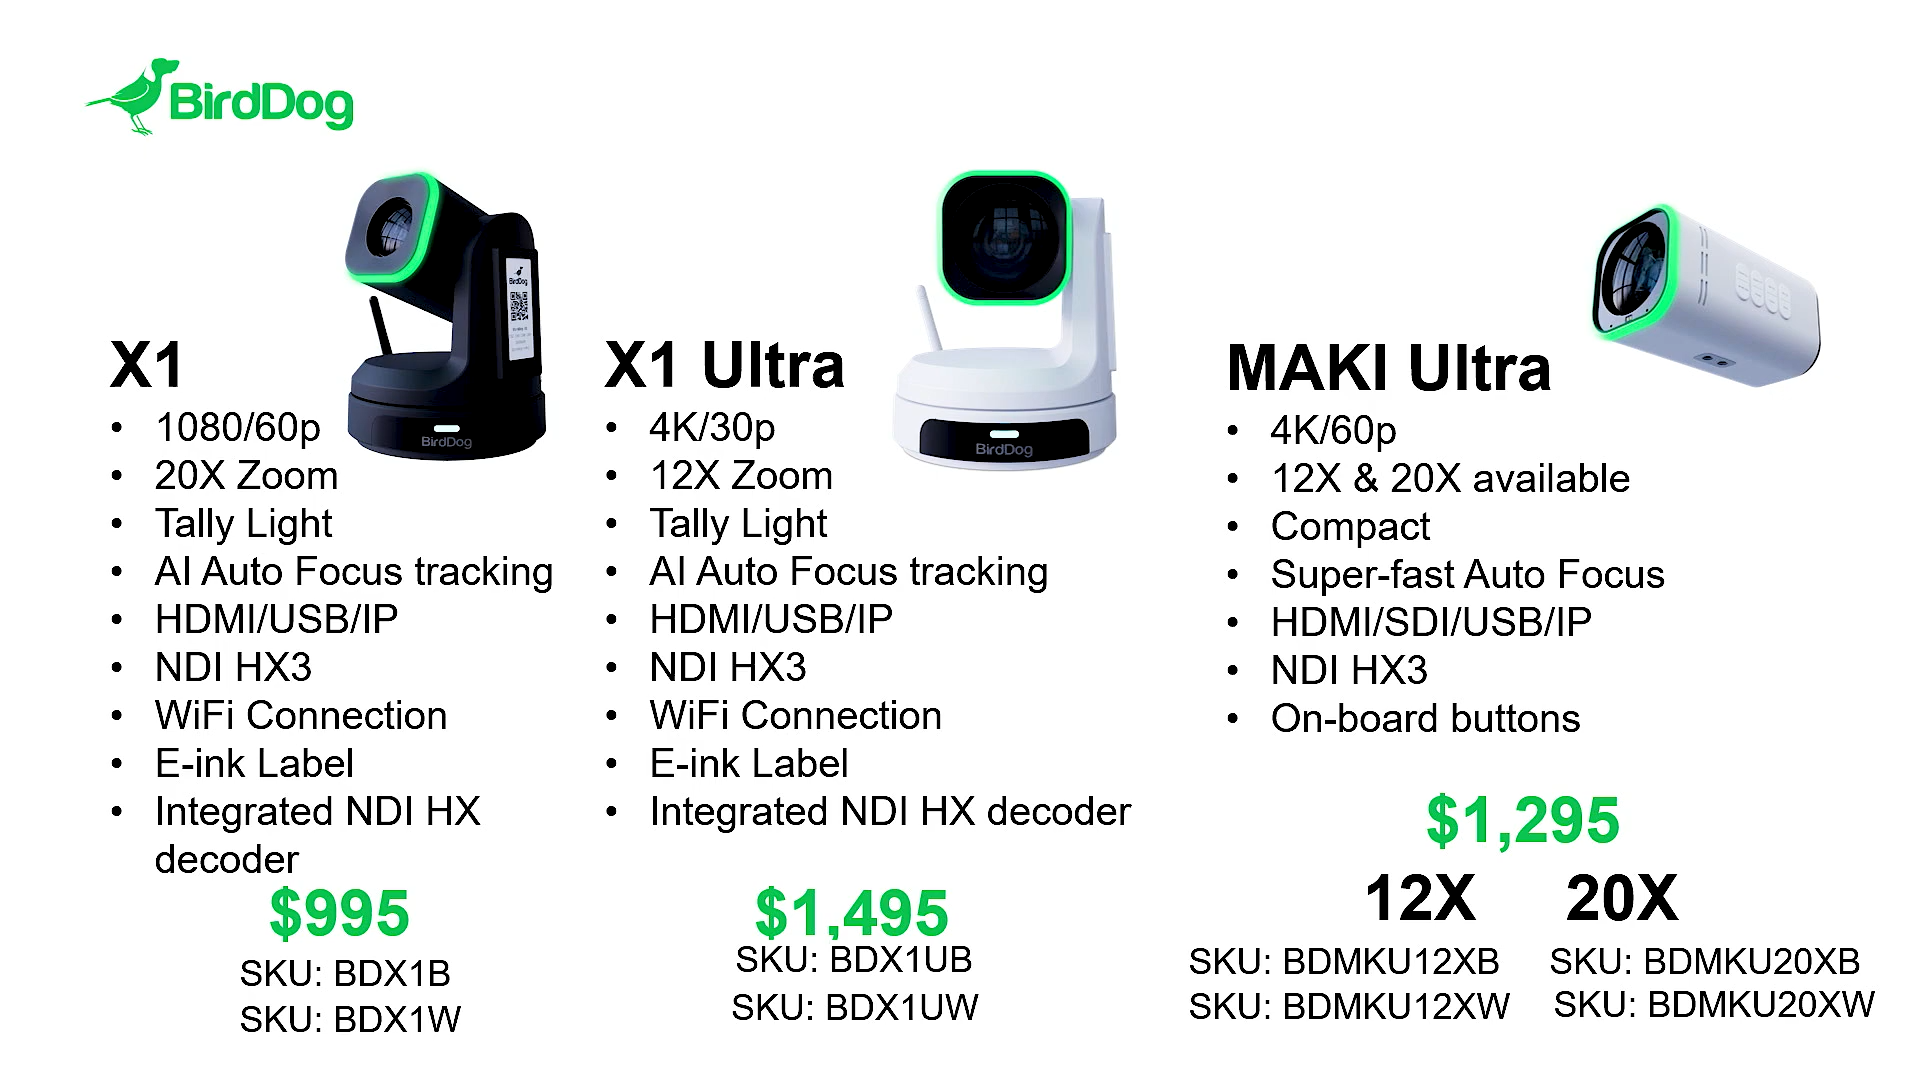 BirdDog
BirdDog
BirdDog
BirdDog
X1
• 1080/60p
• 20X Zoom
• Tally Light
• AI Auto Focus tracking
• HDMI/USB/IP
• NDI HX3
• WiFi Connection
• E-ink Label
• Integrated NDI HX
decoder
$995
SKU: BDX1B
SKU: BDX1W
X1 Ultra
• 4K/30p
• 12X Zoom
• Tally Light
• AI Auto Focus tracking
• HDMI/USB/IP
• NDI HX3
• WiFi Connection
• E-ink Label
• Integrated NDI HX decoder
$1,495
SKU: BDX1UB
SKU: BDX1UW
MAKI Ultra
• 4K/60p
• 12X & 20X available
• Compact
• Super-fast Auto Focus
• HDMI/SDI/USB/IP
• NDI HX3
• On-board buttons
$1,295
12X 20X
SKU: BDMKU12XB SKU: BDMKU20XB
SKU: BDMKU12XW SKU: BDMKU20XW